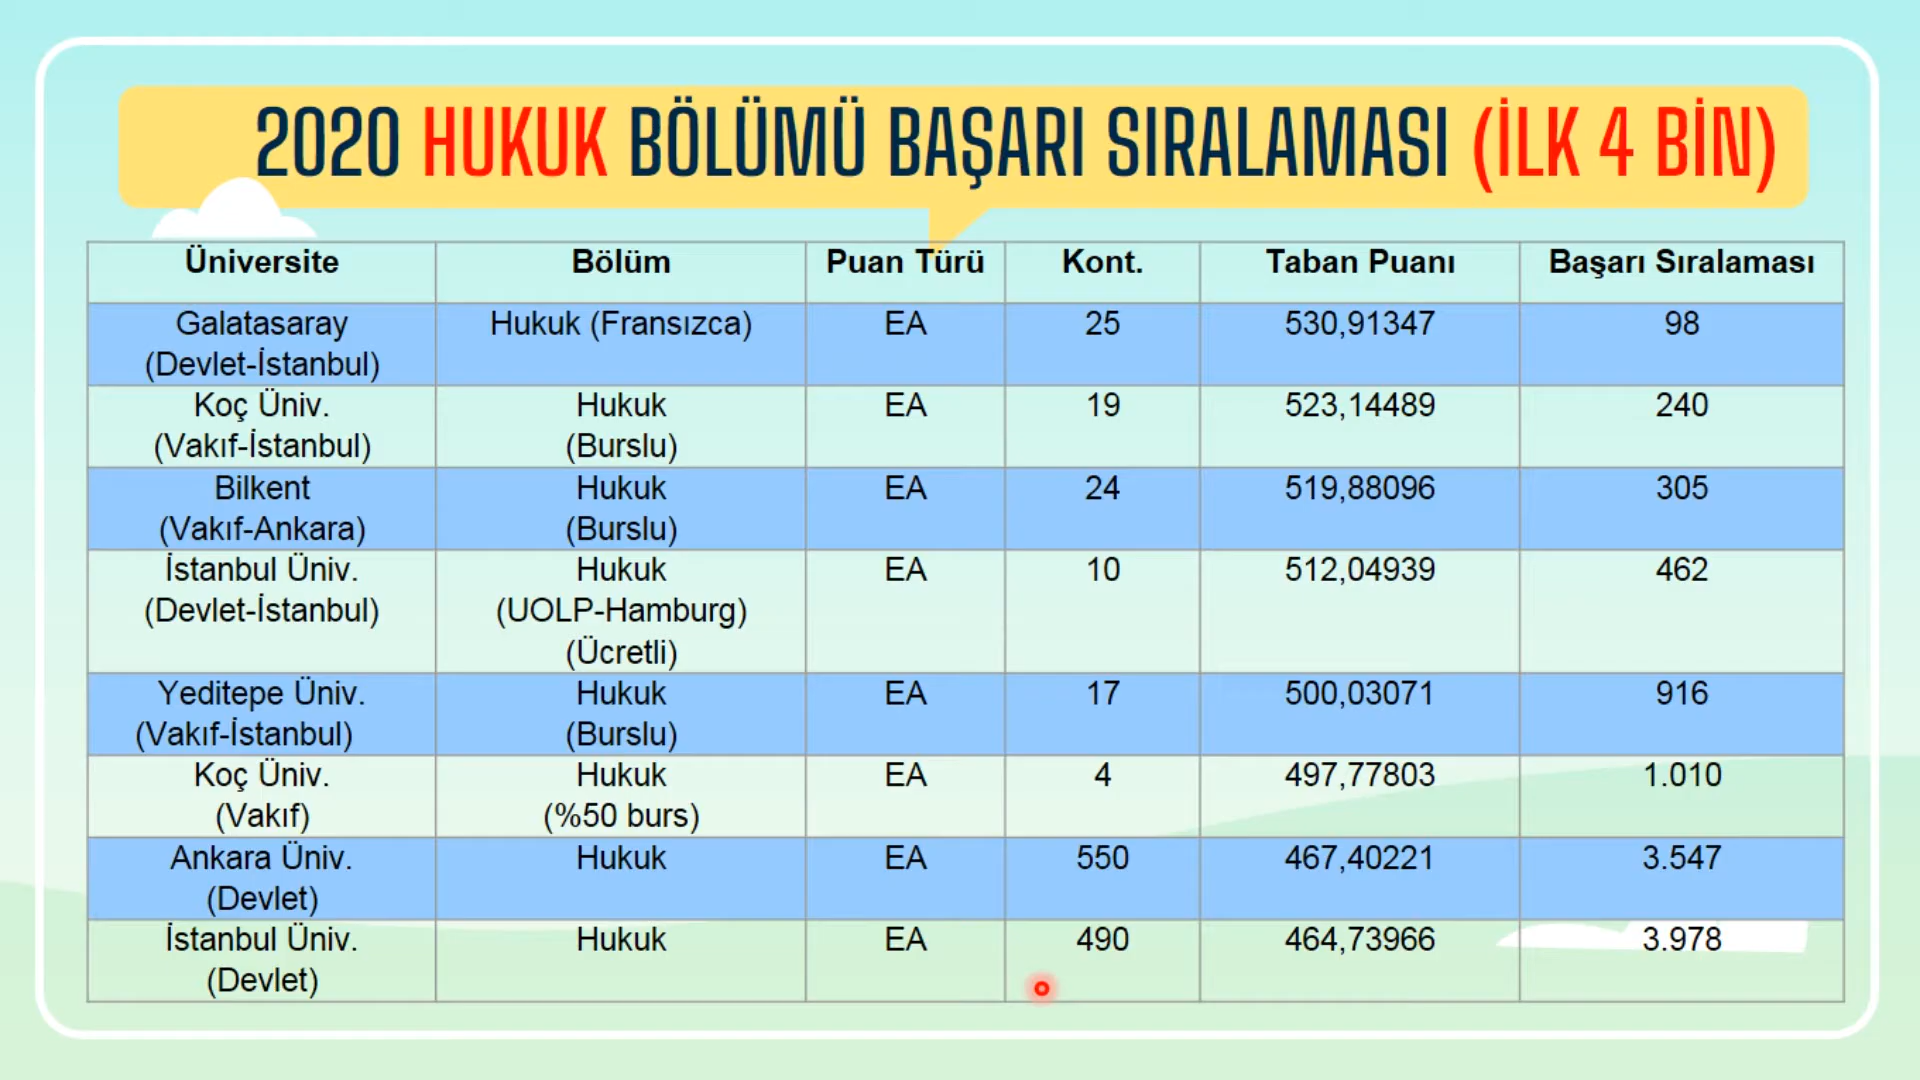 2020 HUKUK BÖLÜMÜ BAŞARI SIRALAMASI (İLK 4 BİN)
Üniversite Bölüm Puan Türü Kont. Taban Puanı Başarı Sıralaması
Galatasaray Hukuk (Fransızca) EA 25 530,91347 98
(Devlet-İstanbul)
Koç Üniv. Hukuk EA 19 523,14489 240
(Vakıf-İstanbul) (Burslu)
Bilkent Hukuk EA 24 519,88096 305
(Vakıf-Ankara) (Burslu)
İstanbul Üniv. Hukuk EA 10 512,04939 462
(Devlet-İstanbul) (UOLP-Hamburg)
(Ücretli)
Yeditepe Üniv. Hukuk EA 17 500,03071 916
(Vakıf-İstanbul) (Burslu)
Koç Üniv. Hukuk EA 4 497,77803 1.010
(Vakıf) (%50 burs)
Ankara Üniv. Hukuk EA 550 467,40221 3.547
(Devlet)
İstanbul Üniv. Hukuk EA 490 464,73966 3.978
(Devlet)